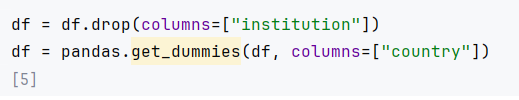 df = df.drop(columns=["institution"])
df = pandas.get_dummies(df, columns=["country"])
[5]